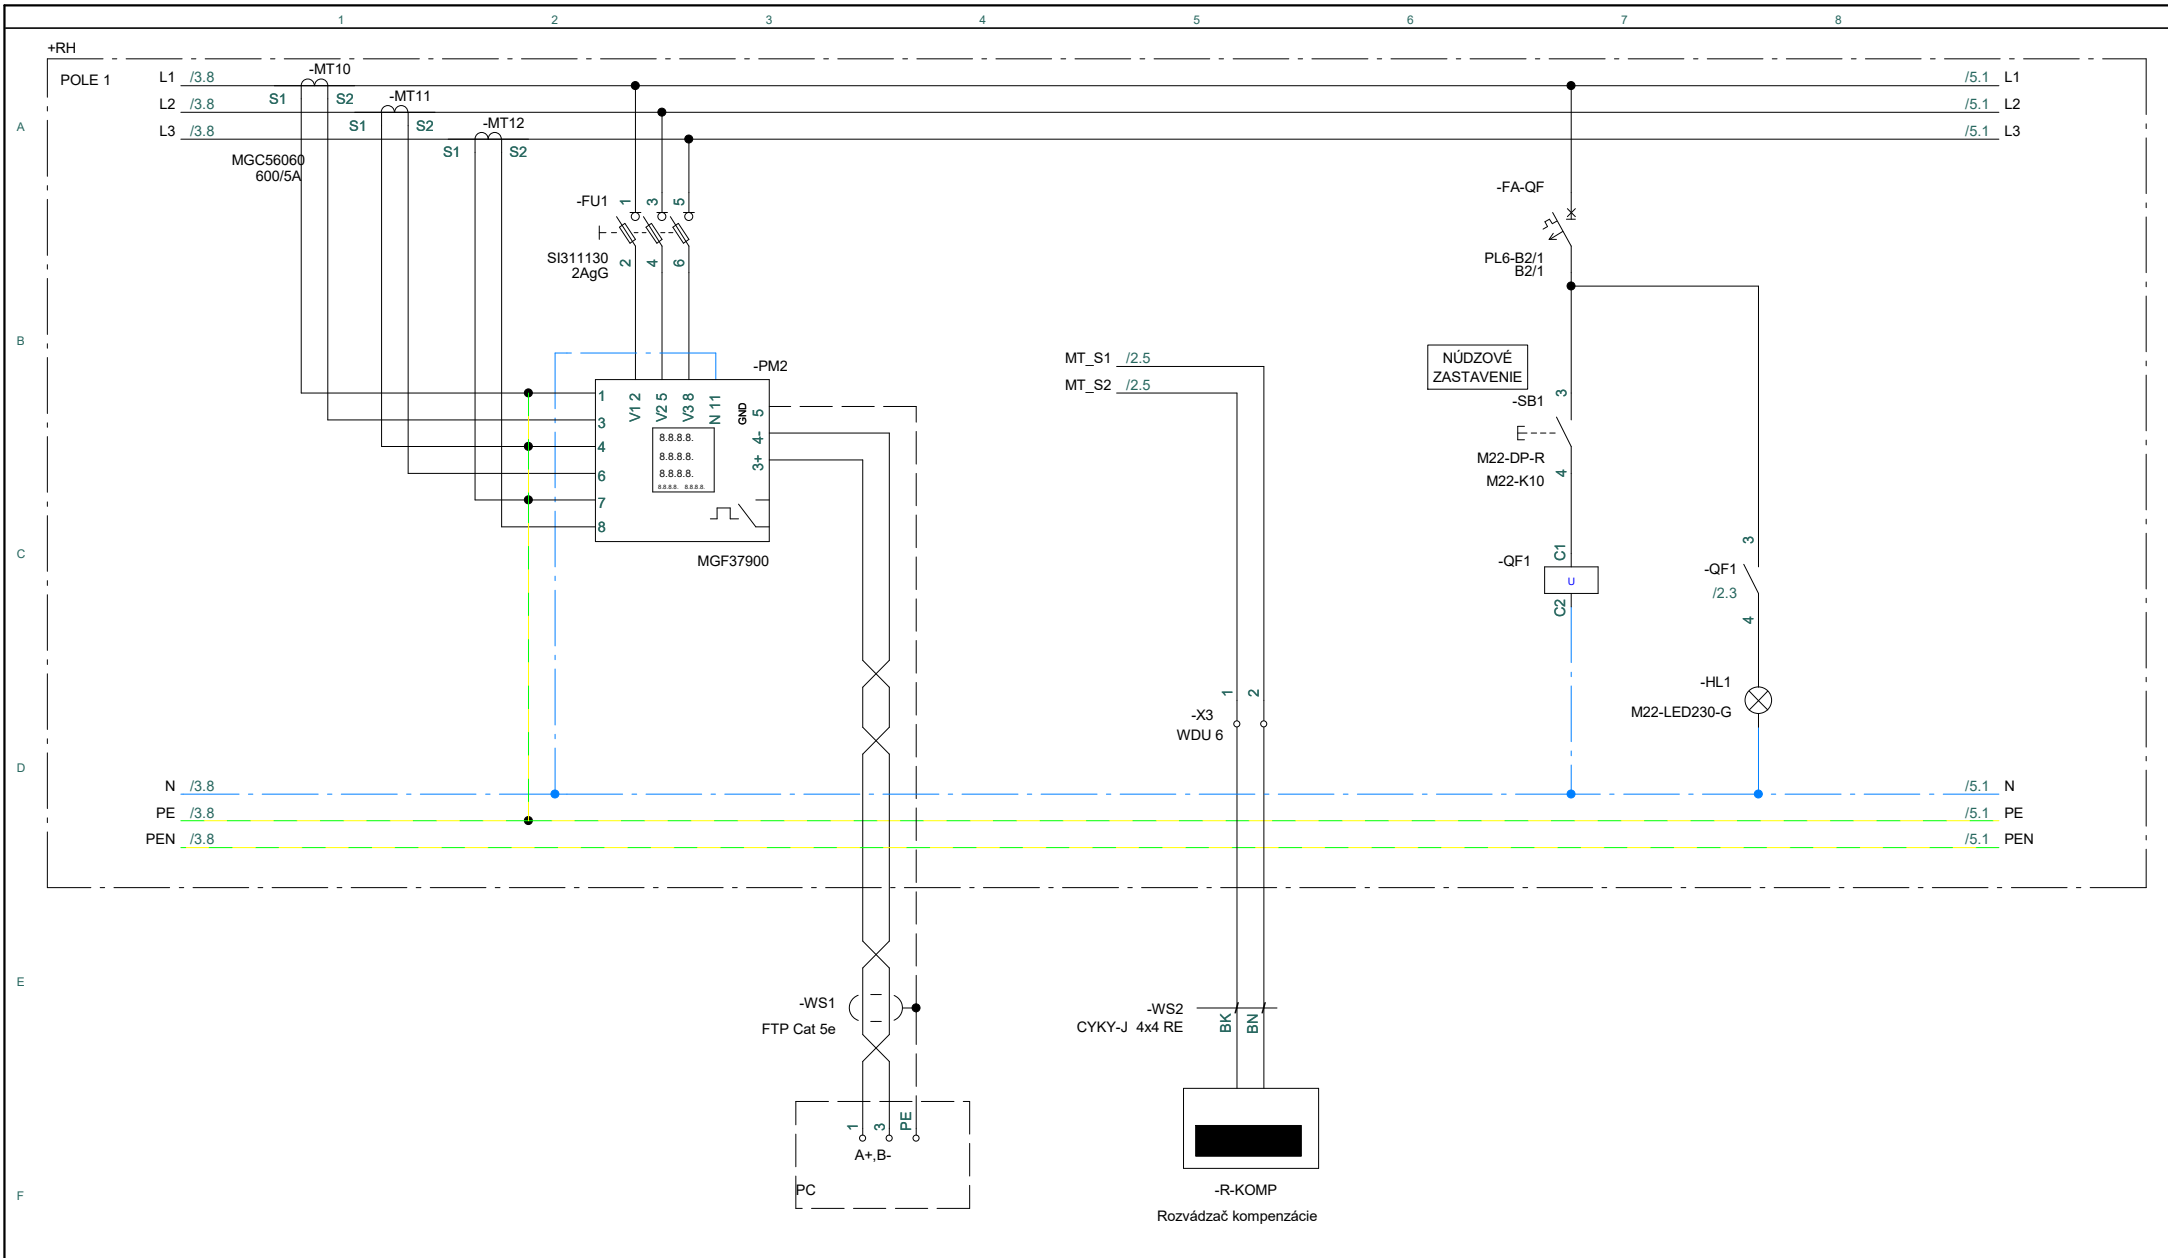 1 2 3 4 5 6 7 8
+RH
POLE 1
L1 /3.8
-MT10
S1 S2
/5.1 L1
L2 /3.8
-MT11
S1 S2
/5.1 L2
A
L3 /3.8
-MT12
S1 S2
/5.1 L3
MGC56060
600/5A
-FU1
1 3 5
SI311130
2AgG
2 4 6
-FA-QF
PL6-B2/1
B2/1
B
-PM2
1
3
4
6
7
8
V1 2
V2 5
V3 8
N 11
GND 5
4-
3+
8.8.8.8.
8.8.8.8.
8.8.8.8.
8.8.8.8. 8.8.8.8.
MGF37900
MT_S1 /2.5
MT_S2 /2.5
NÚDZOVÉ
ZASTAVENIE
-SB1
3
M22-DP-R
M22-K10
4
C
-QF1
C1
U
C2
-QF1
/2.3
3
4
-HL1
M22-LED230-G
-X3
WDU 6
1 2
D
N /3.8
/5.1 N
PE /3.8
/5.1 PE
PEN /3.8
/5.1 PEN
E
-WS1
FTP Cat 5e
-WS2
CYKY-J 4x4 RE
BK BN
1 3 PE
A+,B-
PC
F
-R-KOMP
Rozvádzač kompenzácie